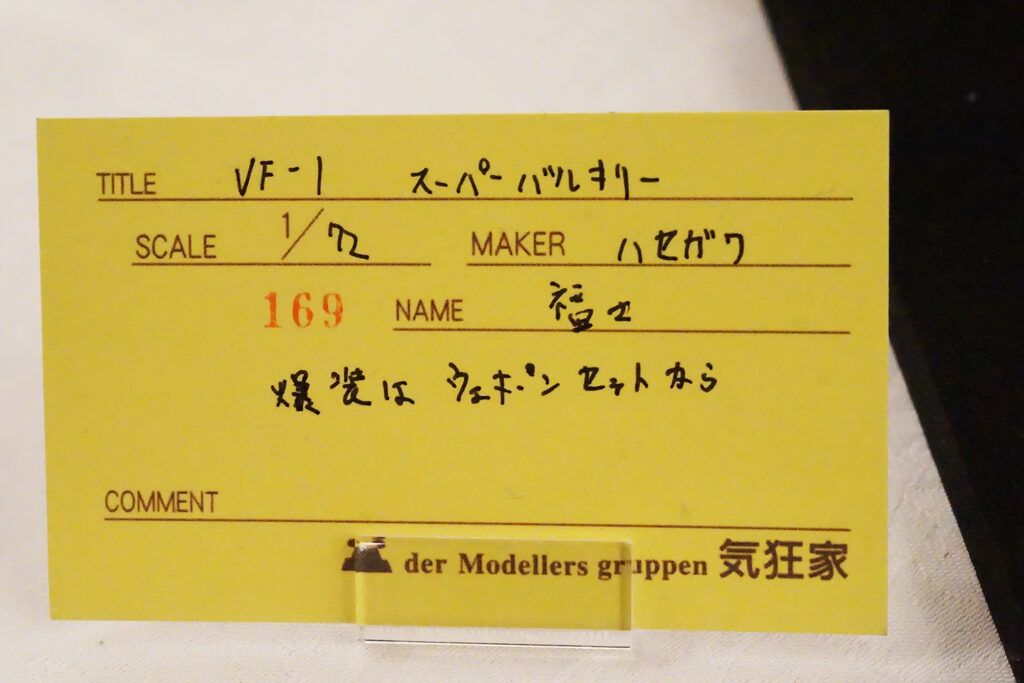 TITLE VF-1 スーパーバルキリー
SCALE 1/72 MAKER ハセガワ
169 NAME 福士
爆装は ウェポンセットから
COMMENT
der Modellers gruppen 気狂家